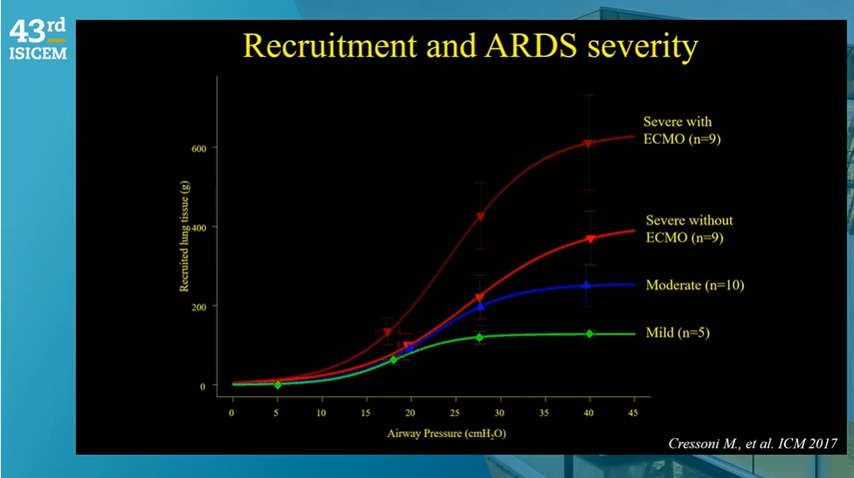 43rd
ISICEM
Recruitment and ARDS severity
Recruited lung tissue (g)
600
400
200
0
0 5 10 15 20 25 30 35 40 45
Airway Pressure (cmH₂O)
Severe with
ECMO (n=9)
Severe without
ECMO (n=9)
Moderate (n=10)
Mild (n=5)
Cressoni M., et al. ICM 2017